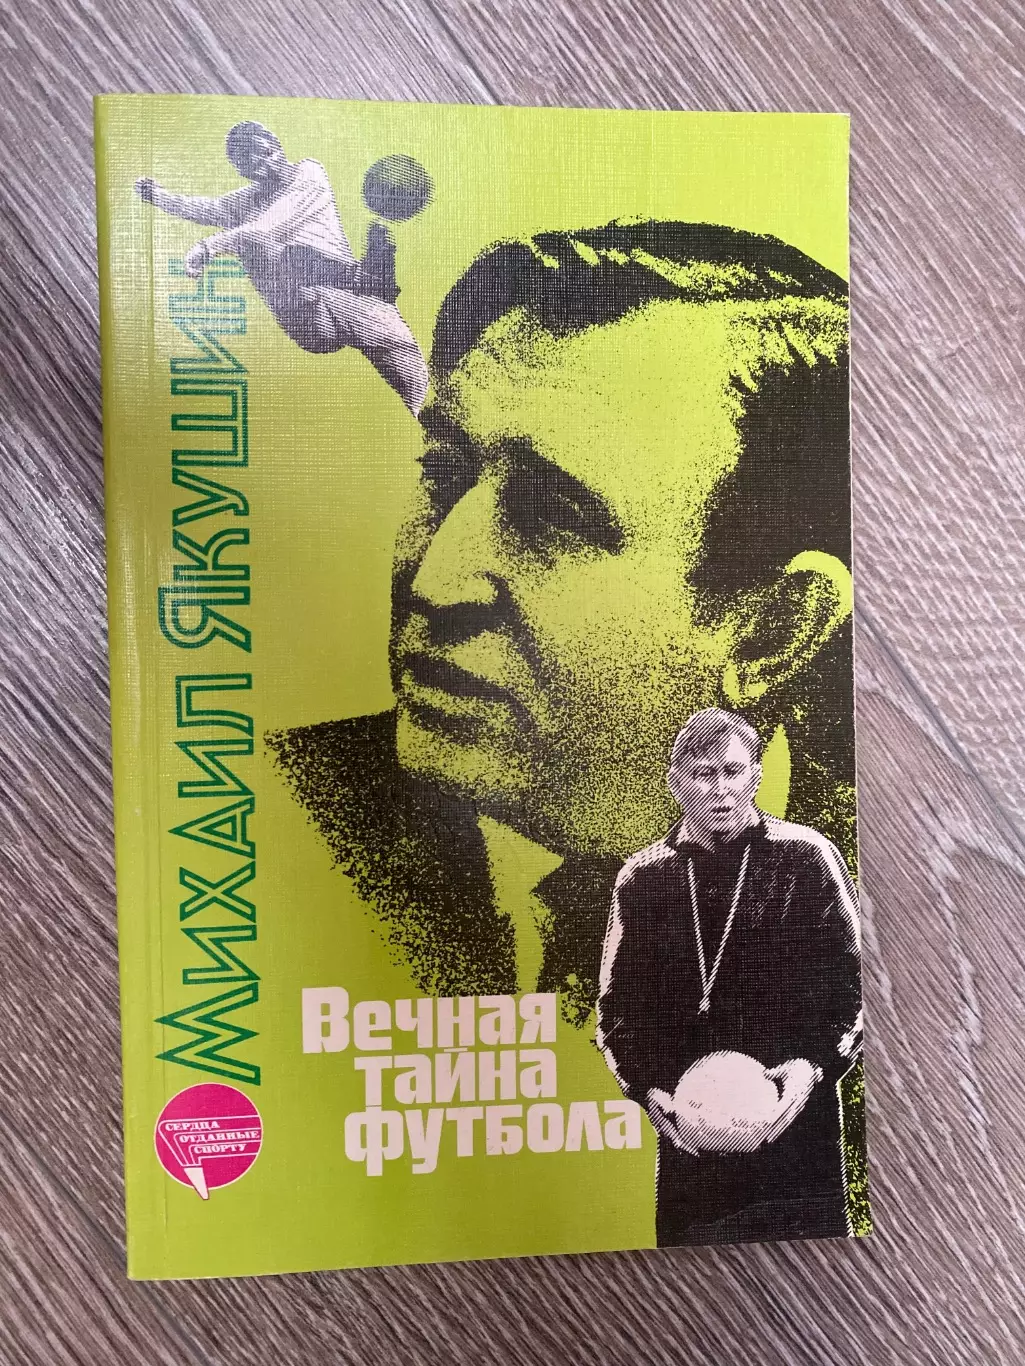 Михаил Якушин
Вечная
тайна
футбола
СЕРДЦА
ОТДАННЫЕ
СПОРТУ